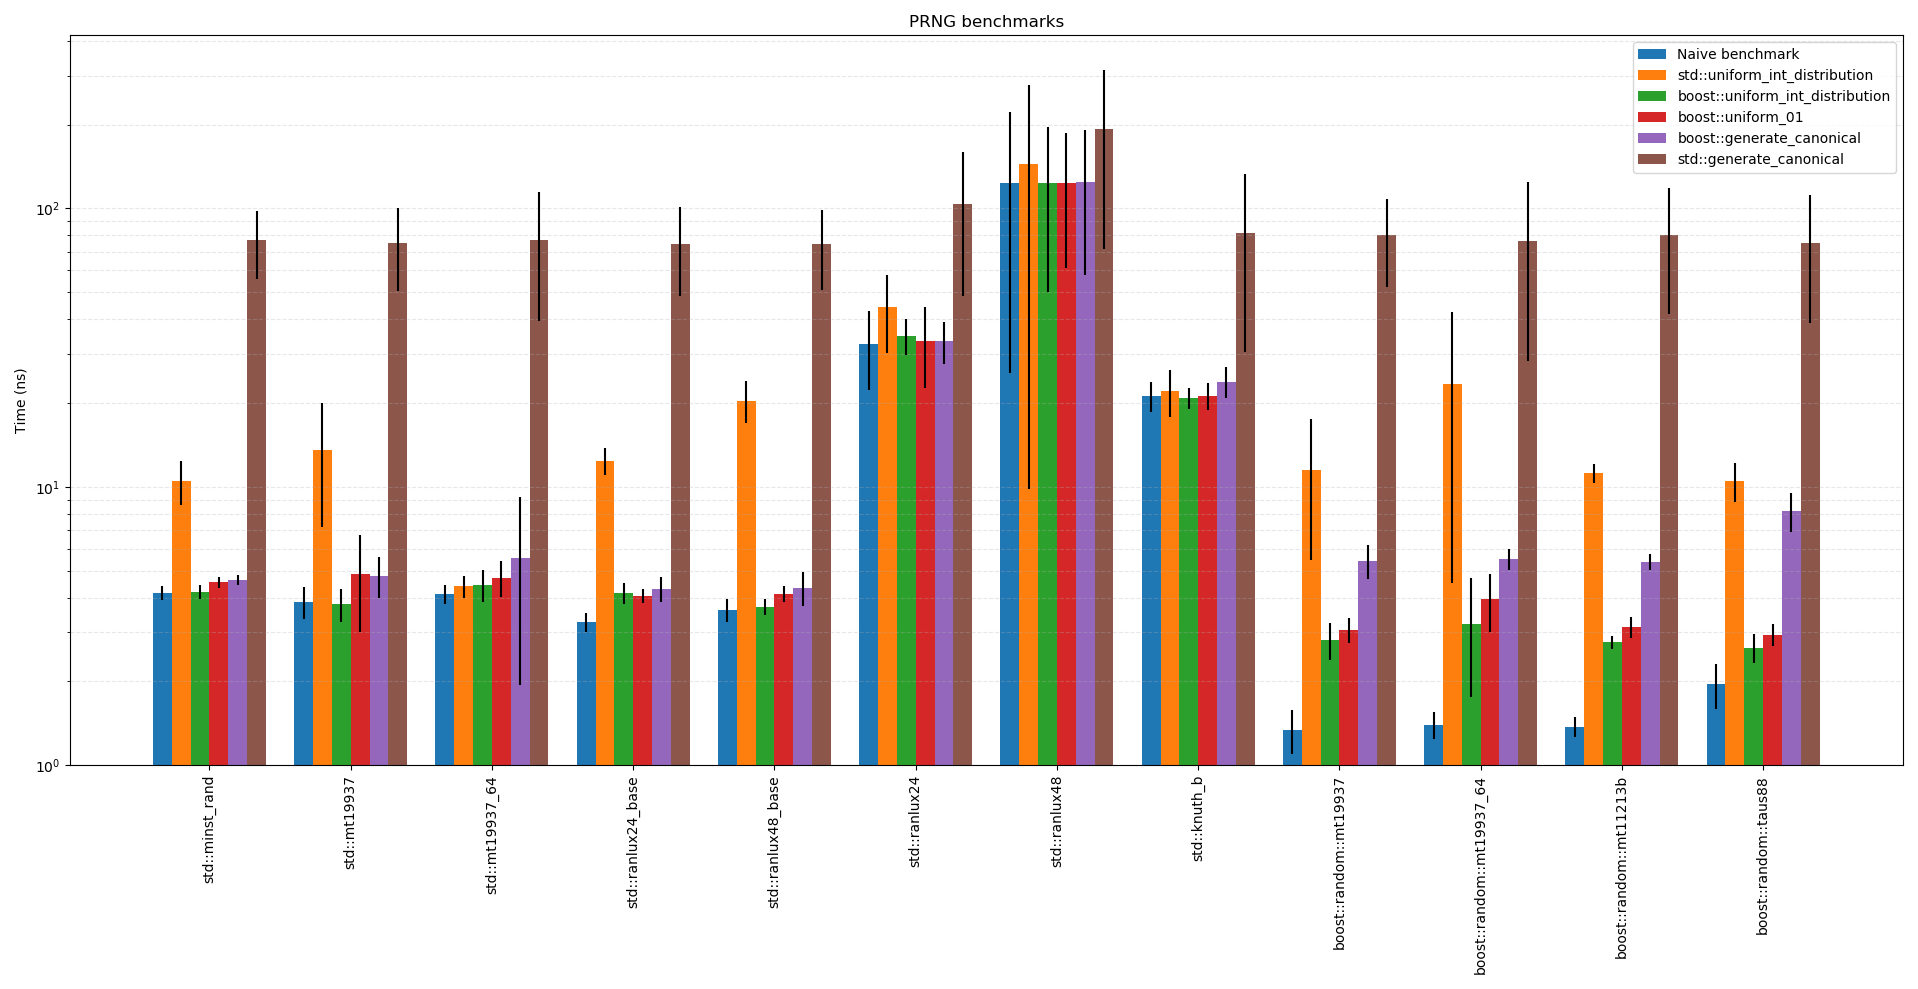 PRNG benchmarks
Naive benchmark
std::uniform_int_distribution
boost::uniform_int_distribution
boost::uniform_01
boost::generate_canonical
std::generate_canonical
Time (ns)
10²
10¹
10⁰
std::minst_rand
std::mt19937
std::mt19937_64
std::ranlux24_base
std::ranlux48_base
std::ranlux24
std::ranlux48
std::knuth_b
boost::random::mt19937
boost::random::mt19937_64
boost::random::mt11213b
boost::random::taus88